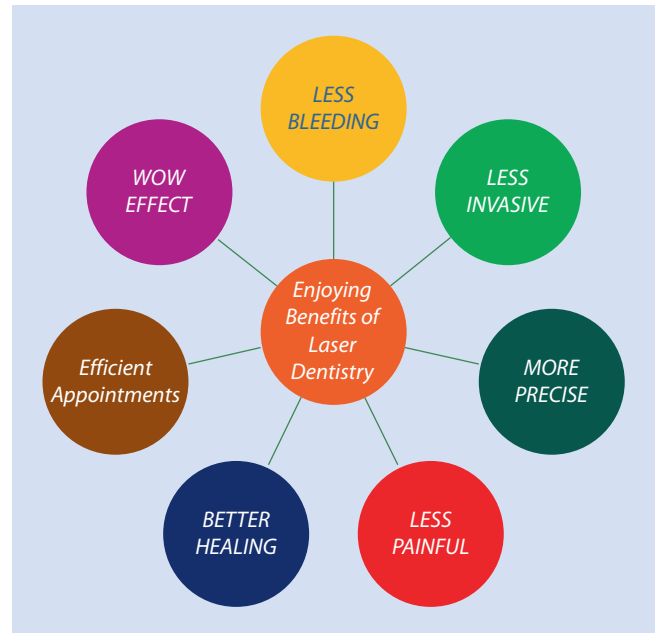 LESS
BLEEDING
WOW
EFFECT
LESS
INVASIVE
Enjoying
Benefits of
Laser
Dentistry
Efficient
Appointments
MORE
PRECISE
BETTER
HEALING
LESS
PAINFUL